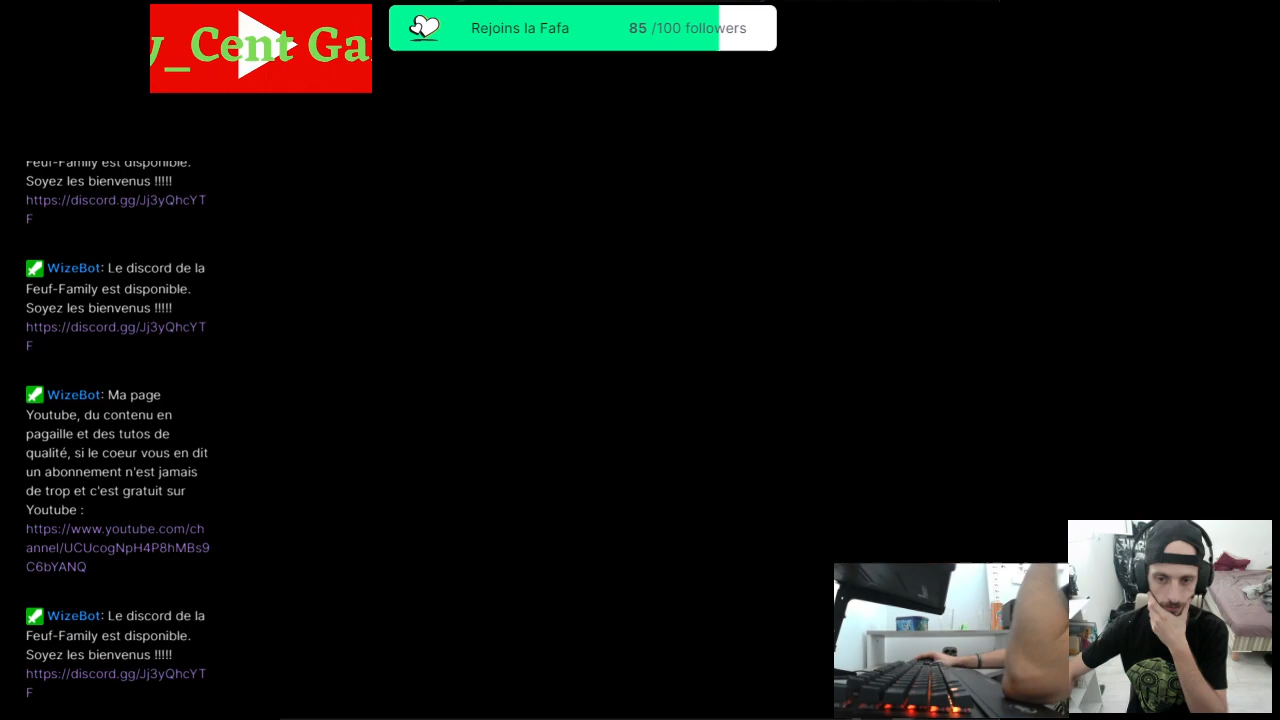 y_Cent Ga
Rejoins la Fafa 85 /100 followers
Feuf-Family est disponible.
Soyez les bienvenus !!!!!
https://discord.gg/Jj3yQhcYT
F
WizeBot: Le discord de la
Feuf-Family est disponible.
Soyez les bienvenus !!!!!
https://discord.gg/Jj3yQhcYT
F
WizeBot: Ma page
Youtube, du contenu en
pagaille et des tutos de
qualité, si le coeur vous en dit
un abonnement n'est jamais
de trop et c'est gratuit sur
Youtube :
https://www.youtube.com/ch
annel/UCUcogNpH4P8hMBs9
C6bYANQ
WizeBot: Le discord de la
Feuf-Family est disponible.
Soyez les bienvenus !!!!!
https://discord.gg/Jj3yQhcYT
F